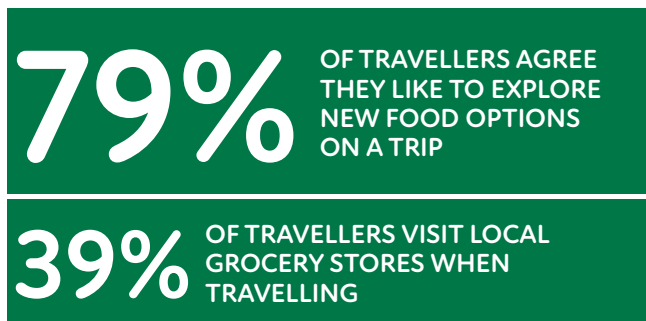 79%
OF TRAVELLERS AGREE
THEY LIKE TO EXPLORE
NEW FOOD OPTIONS
ON A TRIP
39%
OF TRAVELLERS VISIT LOCAL
GROCERY STORES WHEN
TRAVELLING